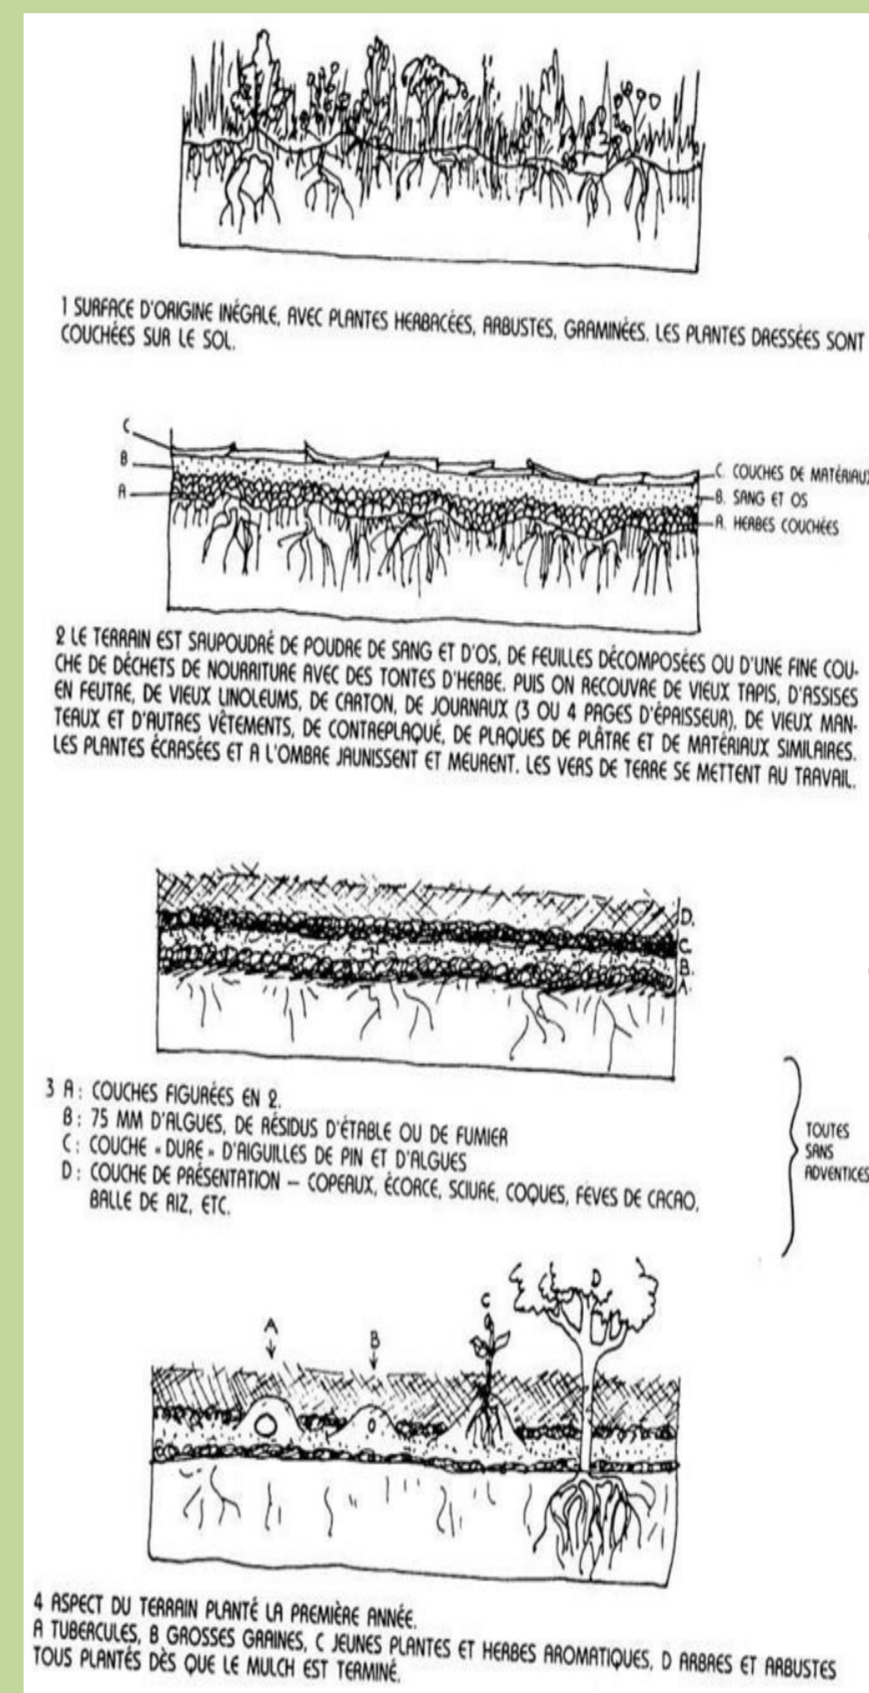 1 SURFACE D'ORIGINE INÉGALE, AVEC PLANTES HERBACÉES, ARBUSTES, GRAMINÉES. LES PLANTES DRESSÉES SONT
COUCHÉES SUR LE SOL.
C
B
A
C. COUCHES DE MATÉRIAUX
B. SANG ET OS
A. HERBES COUCHÉES
2 LE TERRAIN EST SAUPOUDRÉ DE POUDRE DE SANG ET D'OS, DE FEUILLES DÉCOMPOSÉES OU D'UNE FINE COU-
CHE DE DÉCHETS DE NOURRITURE AVEC DES TONTES D'HERBE. PUIS ON RECOUVRE DE VIEUX TAPIS, D'ASSISES
EN FEUTRE, DE VIEUX LINOLEUMS, DE CARTON, DE JOURNAUX (3 OU 4 PAGES D'ÉPAISSEUR), DE VIEUX MAN-
TEAUX ET D'AUTRES VÊTEMENTS, DE CONTREPLAQUÉ, DE PLAQUES DE PLÂTRE ET DE MATÉRIAUX SIMILAIRES.
LES PLANTES ÉCRASÉES ET A L'OMBRE JAUNISSENT ET MEURENT. LES VERS DE TERRE SE METTENT AU TRAVAIL.
D.
C
B.
A.
3 A : COUCHES FIGURÉES EN 2.
B : 75 MM D'ALGUES, DE RÉSIDUS D'ÉTABLE OU DE FUMIER
C : COUCHE « DURE » D'AIGUILLES DE PIN ET D'ALGUES
D : COUCHE DE PRÉSENTATION – COPEAUX, ÉCORCE, SCIURE, COQUES, FÈVES DE CACAO,
BALLE DE RIZ, ETC.
TOUTES
SANS
ADVENTICES
A
B
C
D
4 ASPECT DU TERRAIN PLANTÉ LA PREMIÈRE ANNÉE.
A TUBERCULES, B GROSSES GRAINES, C JEUNES PLANTES ET HERBES AROMATIQUES, D ARBRES ET ARBUSTES
TOUS PLANTÉS DÈS QUE LE MULCH EST TERMINÉ.